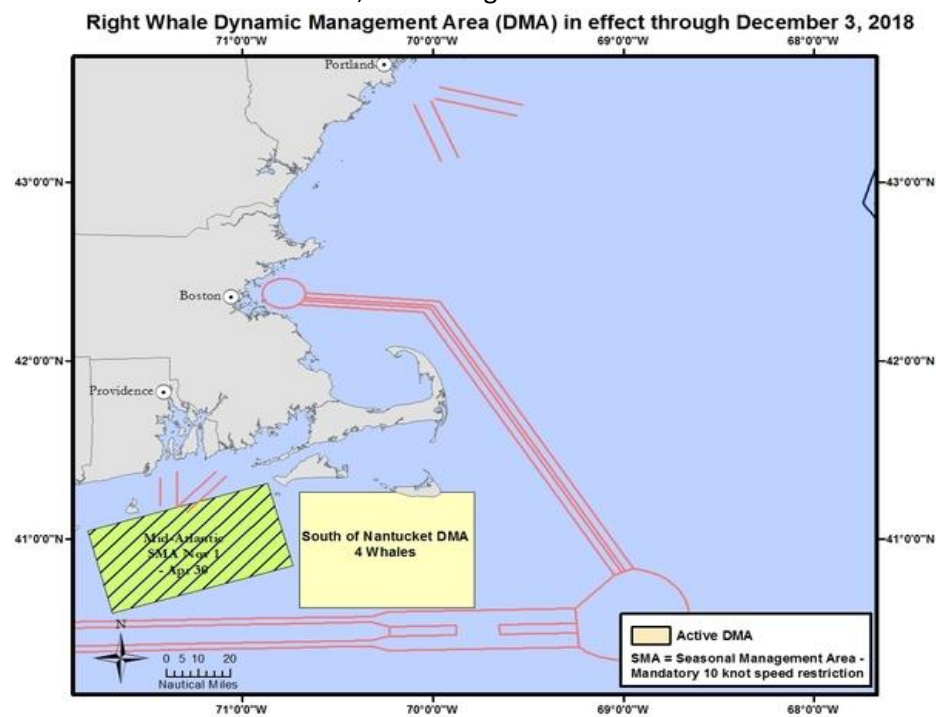 Right Whale Dynamic Management Area (DMA) in effect through December 3, 2018
71°0'0"W 70°0'0"W 69°0'0"W 68°0'0"W
Portland
43°0'0"N 43°0'0"N
Boston
42°0'0"N 42°0'0"N
Providence
41°0'0"N 41°0'0"N
Mid-Atlantic
SMA Nov 1
- Apr 30
South of Nantucket DMA
4 Whales
N
0 5 10 20
Nautical Miles
Active DMA
SMA = Seasonal Management Area -
Mandatory 10 knot speed restriction
71°0'0"W 70°0'0"W 69°0'0"W 68°0'0"W